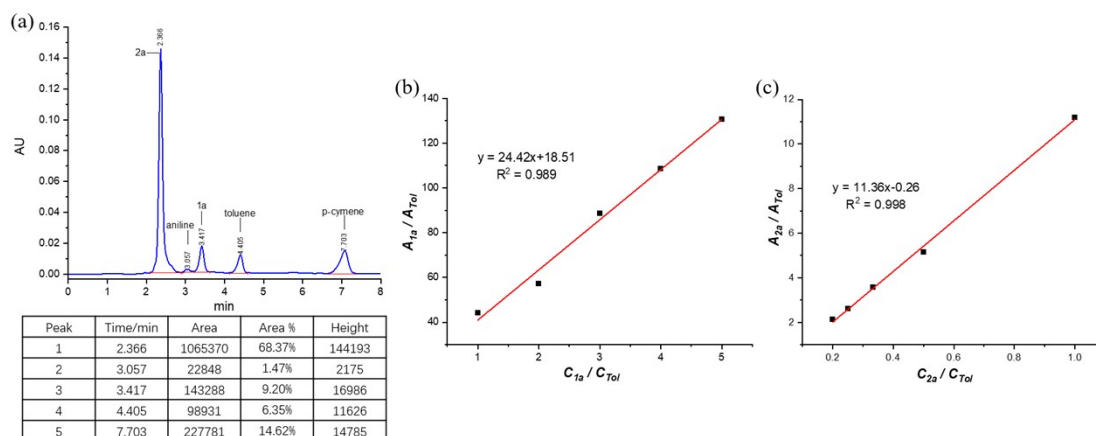 (a)
0.16
0.14
0.12
0.10
0.08
0.06
0.04
0.02
0.00
AU
2a
2.366
aniline
3.057
1a
3.417
toluene
4.405
p-cymene
7.703
0 1 2 3 4 5 6 7 8
min
Peak Time/min Area Area % Height
1 2.366 1065370 68.37% 144193
2 3.057 22848 1.47% 2175
3 3.417 143288 9.20% 16986
4 4.405 98931 6.35% 11626
5 7.703 227781 14.62% 14785
(b)
140
120
100
80
60
40
A1a / ATol
y = 24.42x+18.51
R2 = 0.989
1 2 3 4 5
C1a / CTol
(c)
12
10
8
6
4
2
A2a / ATol
y = 11.36x-0.26
R2 = 0.998
0.2 0.4 0.6 0.8 1.0
C2a / CTol